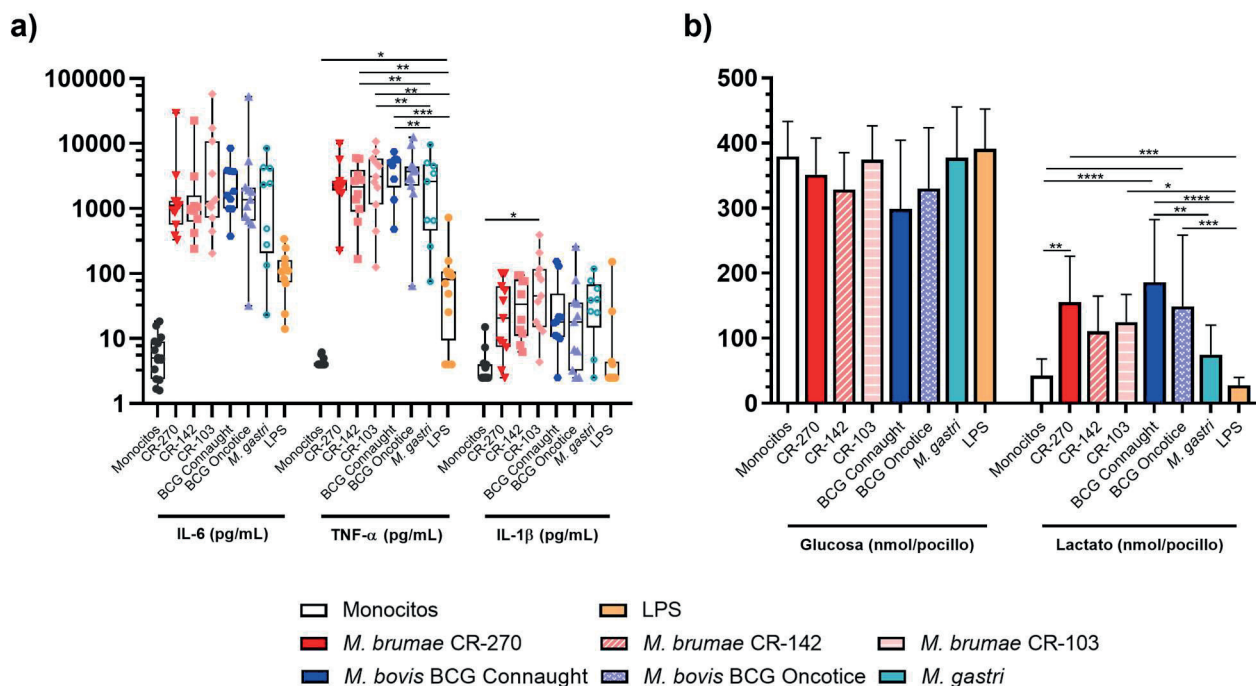 a)
100000
10000
1000
100
10
1
*
**
**
**
**
***
**
*
Monocitos
CR-270
CR-142
CR-103
BCG Connaught
BCG Oncotice
M. gastri
LPS
Monocitos
CR-270
CR-142
CR-103
BCG Connaught
BCG Oncotice
M. gastri
LPS
Monocitos
CR-270
CR-142
CR-103
BCG Connaught
BCG Oncotice
M. gastri
LPS
IL-6 (pg/mL)
TNF-α (pg/mL)
IL-1β (pg/mL)
b)
500
400
300
200
100
0
***
****
*
****
**
***
**
Monocitos
CR-270
CR-142
CR-103
BCG Connaught
BCG Oncotice
M. gastri
LPS
Monocitos
CR-270
CR-142
CR-103
BCG Connaught
BCG Oncotice
M. gastri
LPS
Glucosa (nmol/pocillo)
Lactato (nmol/pocillo)
Monocitos
LPS
M. brumae CR-270
M. brumae CR-142
M. brumae CR-103
M. bovis BCG Connaught
M. bovis BCG Oncotice
M. gastri